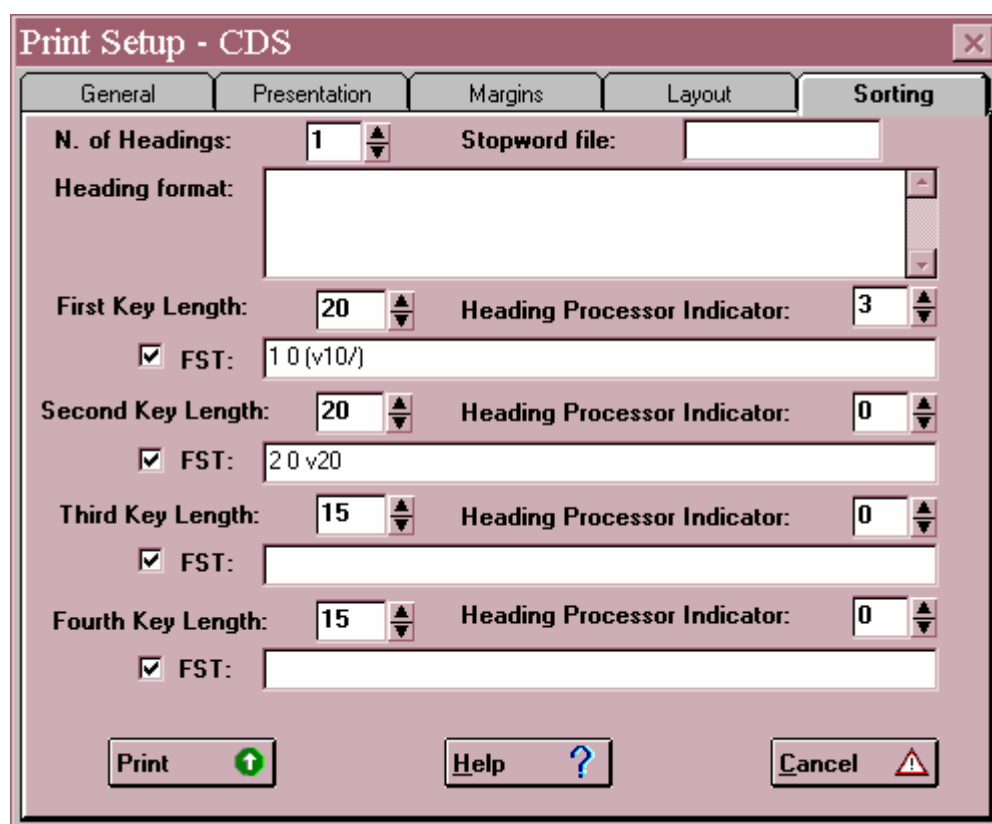 Print Setup - CDS
General Presentation Margins Layout Sorting
N. of Headings: 1 Stopword file:
Heading format:
First Key Length: 20 Heading Processor Indicator: 3
FST: 1 0 (v10/)
Second Key Length: 20 Heading Processor Indicator: 0
FST: 2 0 v20
Third Key Length: 15 Heading Processor Indicator: 0
FST:
Fourth Key Length: 15 Heading Processor Indicator: 0
FST:
Print Help ? Cancel